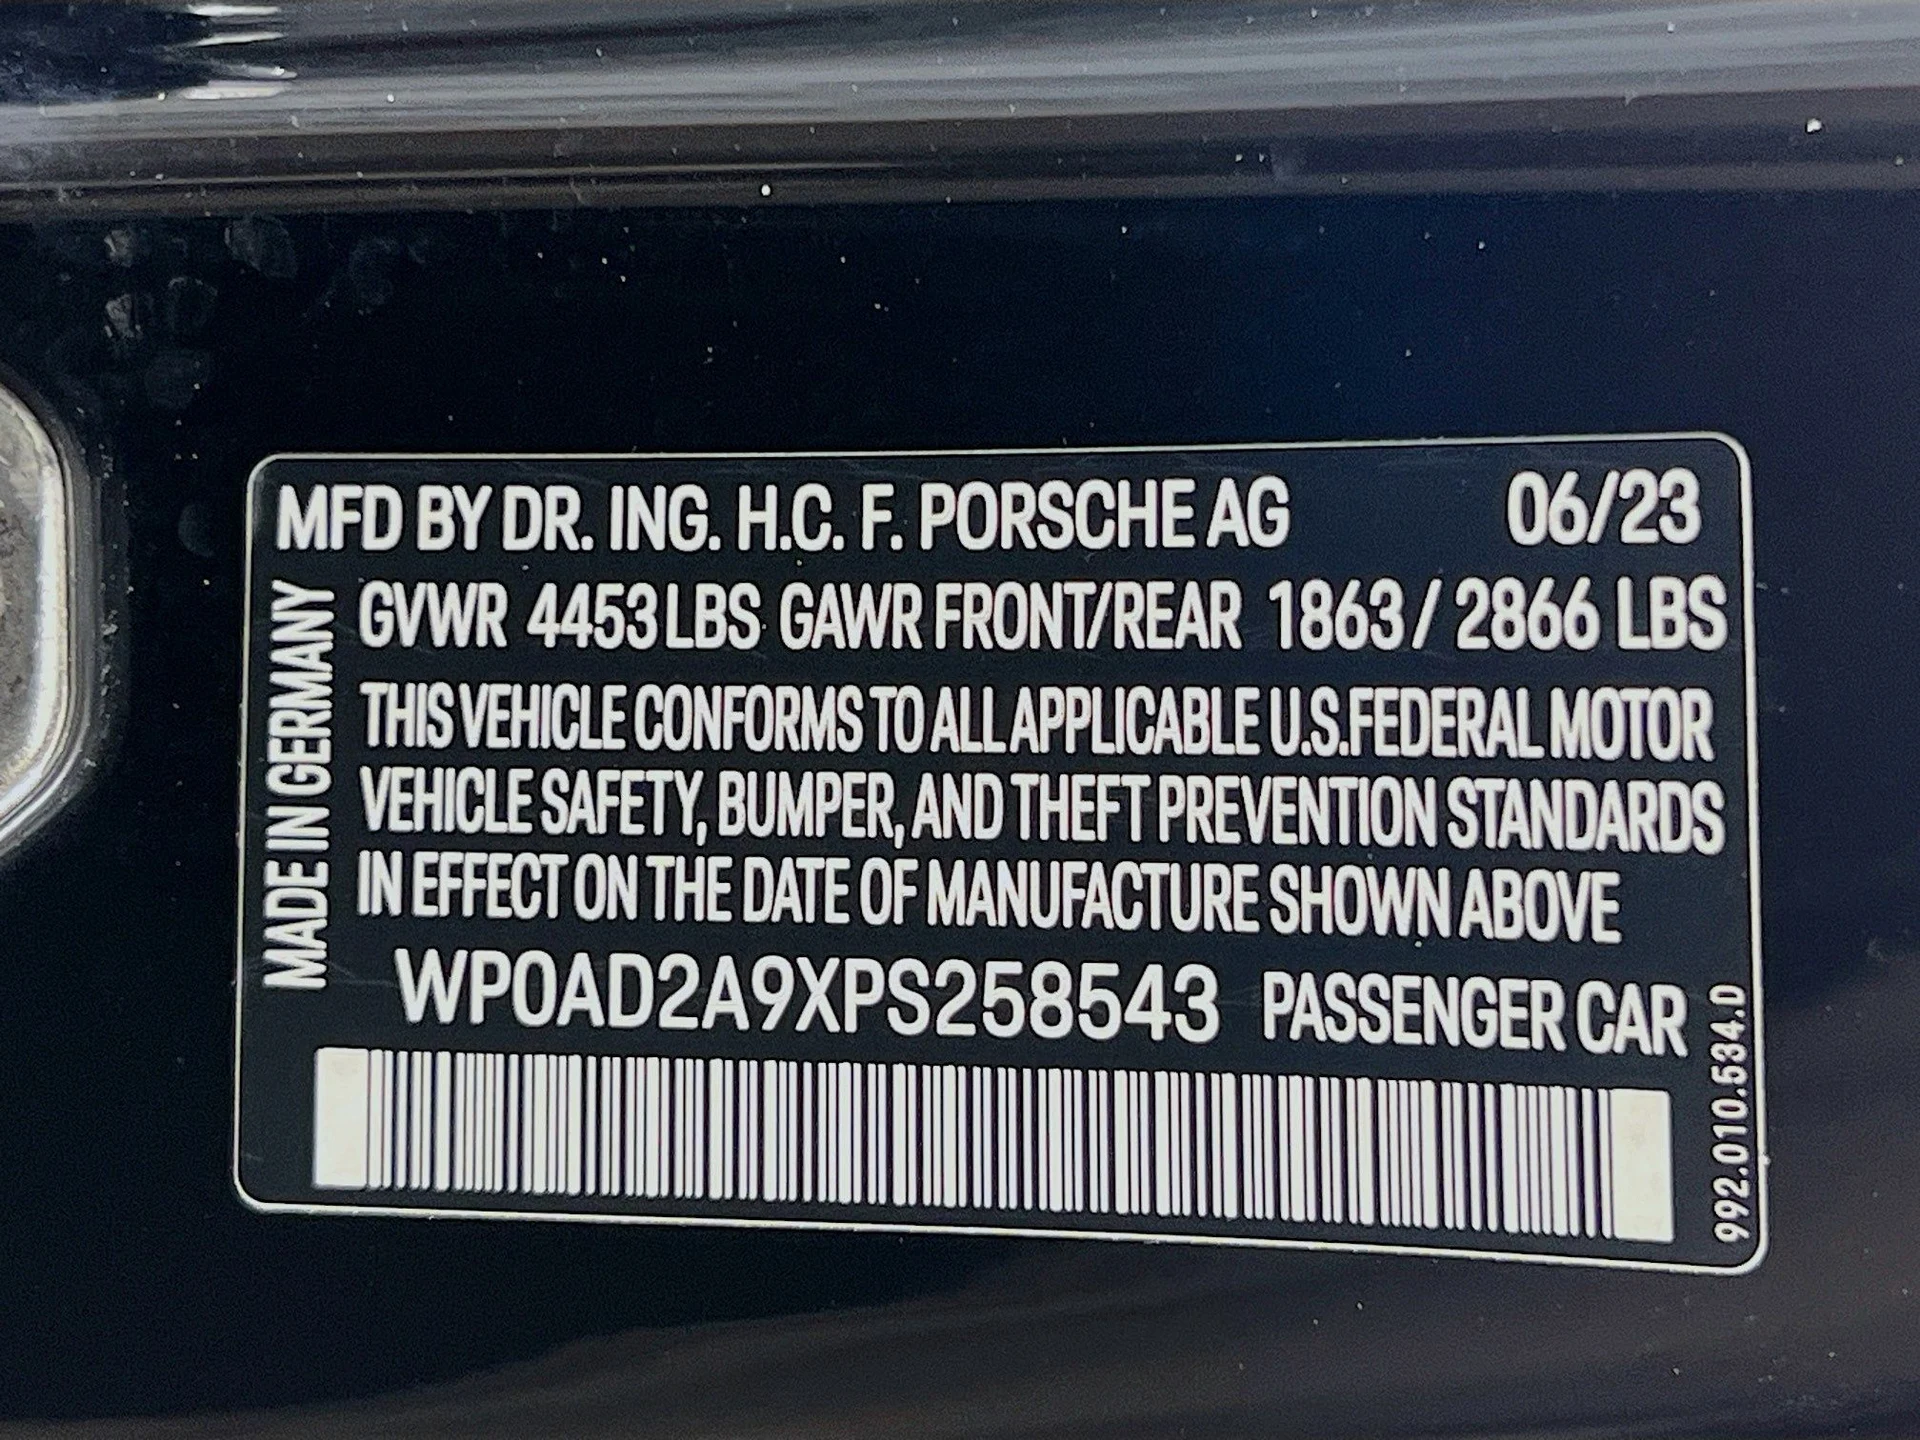 MFD BY DR. ING. H.C. F. PORSCHE AG 06/23
MADE IN GERMANY
GVWR 4453 LBS GAWR FRONT/REAR 1863 / 2866 LBS
THIS VEHICLE CONFORMS TO ALL APPLICABLE U.S.FEDERAL MOTOR
VEHICLE SAFETY, BUMPER, AND THEFT PREVENTION STANDARDS
IN EFFECT ON THE DATE OF MANUFACTURE SHOWN ABOVE
WP0AD2A9XPS258543 PASSENGER CAR
992.010.534.D